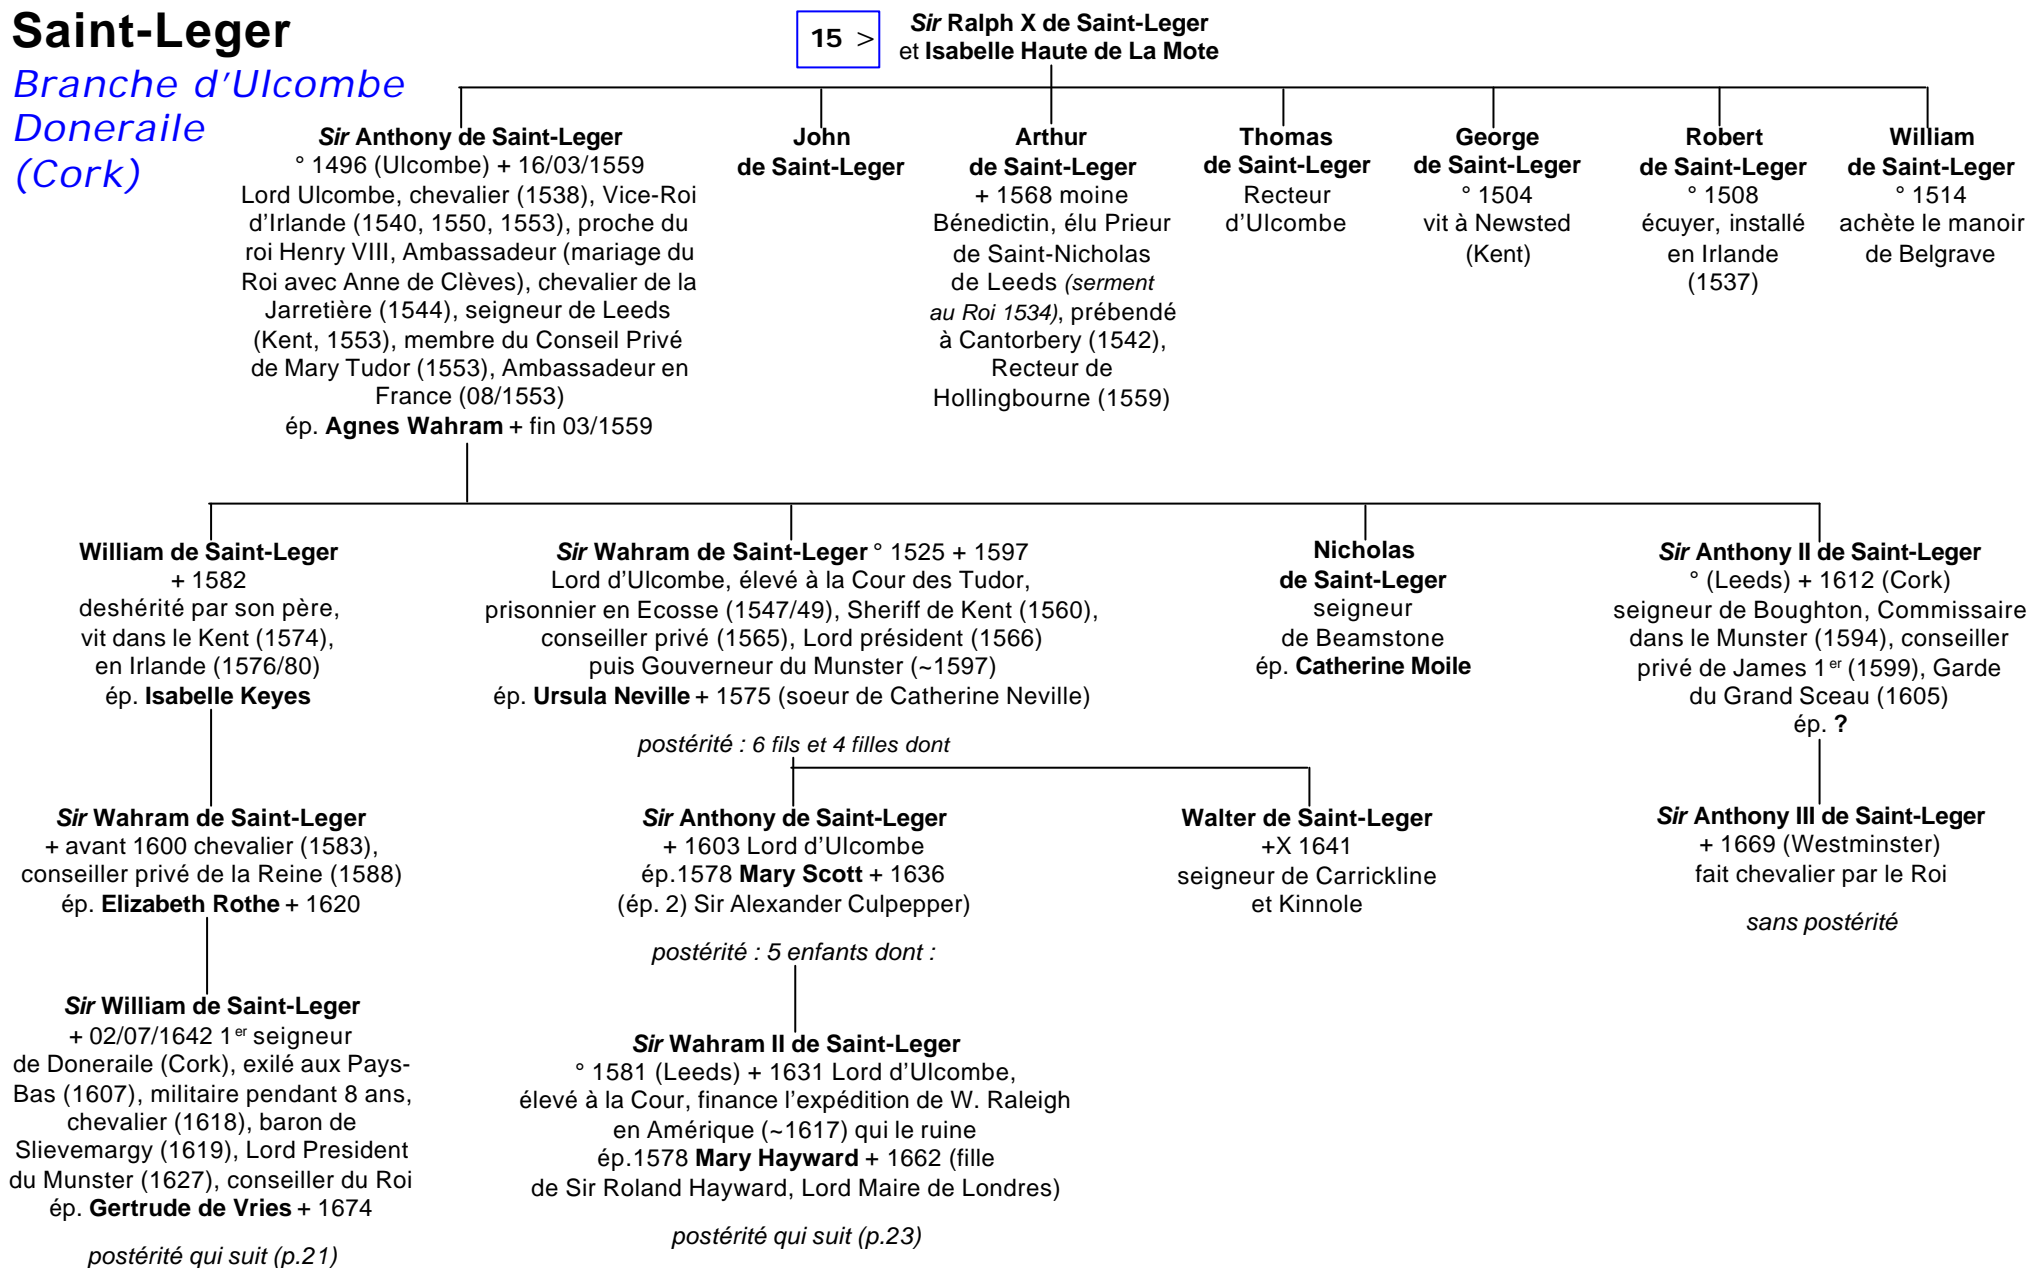 Saint-Leger
Branche d'Ulcombe
Doneraile
(Cork)
15 >
Sir Ralph X de Saint-Leger
et Isabelle Haute de La Mote
Sir Anthony de Saint-Leger
° 1496 (Ulcombe) + 16/03/1559
Lord Ulcombe, chevalier (1538), Vice-Roi
d'Irlande (1540, 1550, 1553), proche du
roi Henry VIII, Ambassadeur (mariage du
Roi avec Anne de Clèves), chevalier de la
Jarretière (1544), seigneur de Leeds
(Kent, 1553), membre du Conseil Privé
de Mary Tudor (1553), Ambassadeur en
France (08/1553)
ép. Agnes Wahram + fin 03/1559
John
de Saint-Leger
Arthur
de Saint-Leger
+ 1568 moine
Bénedictin, élu Prieur
de Saint-Nicholas
de Leeds (serment
au Roi 1534), prébendé
à Cantorbery (1542),
Recteur de
Hollingbourne (1559)
Thomas
de Saint-Leger
Recteur
d'Ulcombe
George
de Saint-Leger
° 1504
vit à Newsted
(Kent)
Robert
de Saint-Leger
° 1508
écuyer, installé
en Irlande
(1537)
William
de Saint-Leger
° 1514
achète le manoir
de Belgrave
William de Saint-Leger
+ 1582
deshérité par son père,
vit dans le Kent (1574),
en Irlande (1576/80)
ép. Isabelle Keyes
Sir Wahram de Saint-Leger ° 1525 + 1597
Lord d'Ulcombe, élevé à la Cour des Tudor,
prisonnier en Ecosse (1547/49), Sheriff de Kent (1560),
conseiller privé (1565), Lord président (1566)
puis Gouverneur du Munster (~1597)
ép. Ursula Neville + 1575 (soeur de Catherine Neville)
postérité : 6 fils et 4 filles dont
Nicholas
de Saint-Leger
seigneur
de Beamstone
ép. Catherine Moile
Sir Anthony II de Saint-Leger
° (Leeds) + 1612 (Cork)
seigneur de Boughton, Commissaire
dans le Munster (1594), conseiller
privé de James 1er (1599), Garde
du Grand Sceau (1605)
ép. ?
Sir Wahram de Saint-Leger
+ avant 1600 chevalier (1583),
conseiller privé de la Reine (1588)
ép. Elizabeth Rothe + 1620
Sir Anthony de Saint-Leger
+ 1603 Lord d'Ulcombe
ép.1578 Mary Scott + 1636
(ép. 2) Sir Alexander Culpepper)
postérité : 5 enfants dont :
Walter de Saint-Leger
+X 1641
seigneur de Carrickline
et Kinnole
Sir Anthony III de Saint-Leger
+ 1669 (Westminster)
fait chevalier par le Roi
sans postérité
Sir William de Saint-Leger
+ 02/07/1642 1er seigneur
de Doneraile (Cork), exilé aux Pays-
Bas (1607), militaire pendant 8 ans,
chevalier (1618), baron de
Slievemargy (1619), Lord President
du Munster (1627), conseiller du Roi
ép. Gertrude de Vries + 1674
postérité qui suit (p.21)
Sir Wahram II de Saint-Leger
° 1581 (Leeds) + 1631 Lord d'Ulcombe,
élevé à la Cour, finance l'expédition de W. Raleigh
en Amérique (~1617) qui le ruine
ép.1578 Mary Hayward + 1662 (fille
de Sir Roland Hayward, Lord Maire de Londres)
postérité qui suit (p.23)